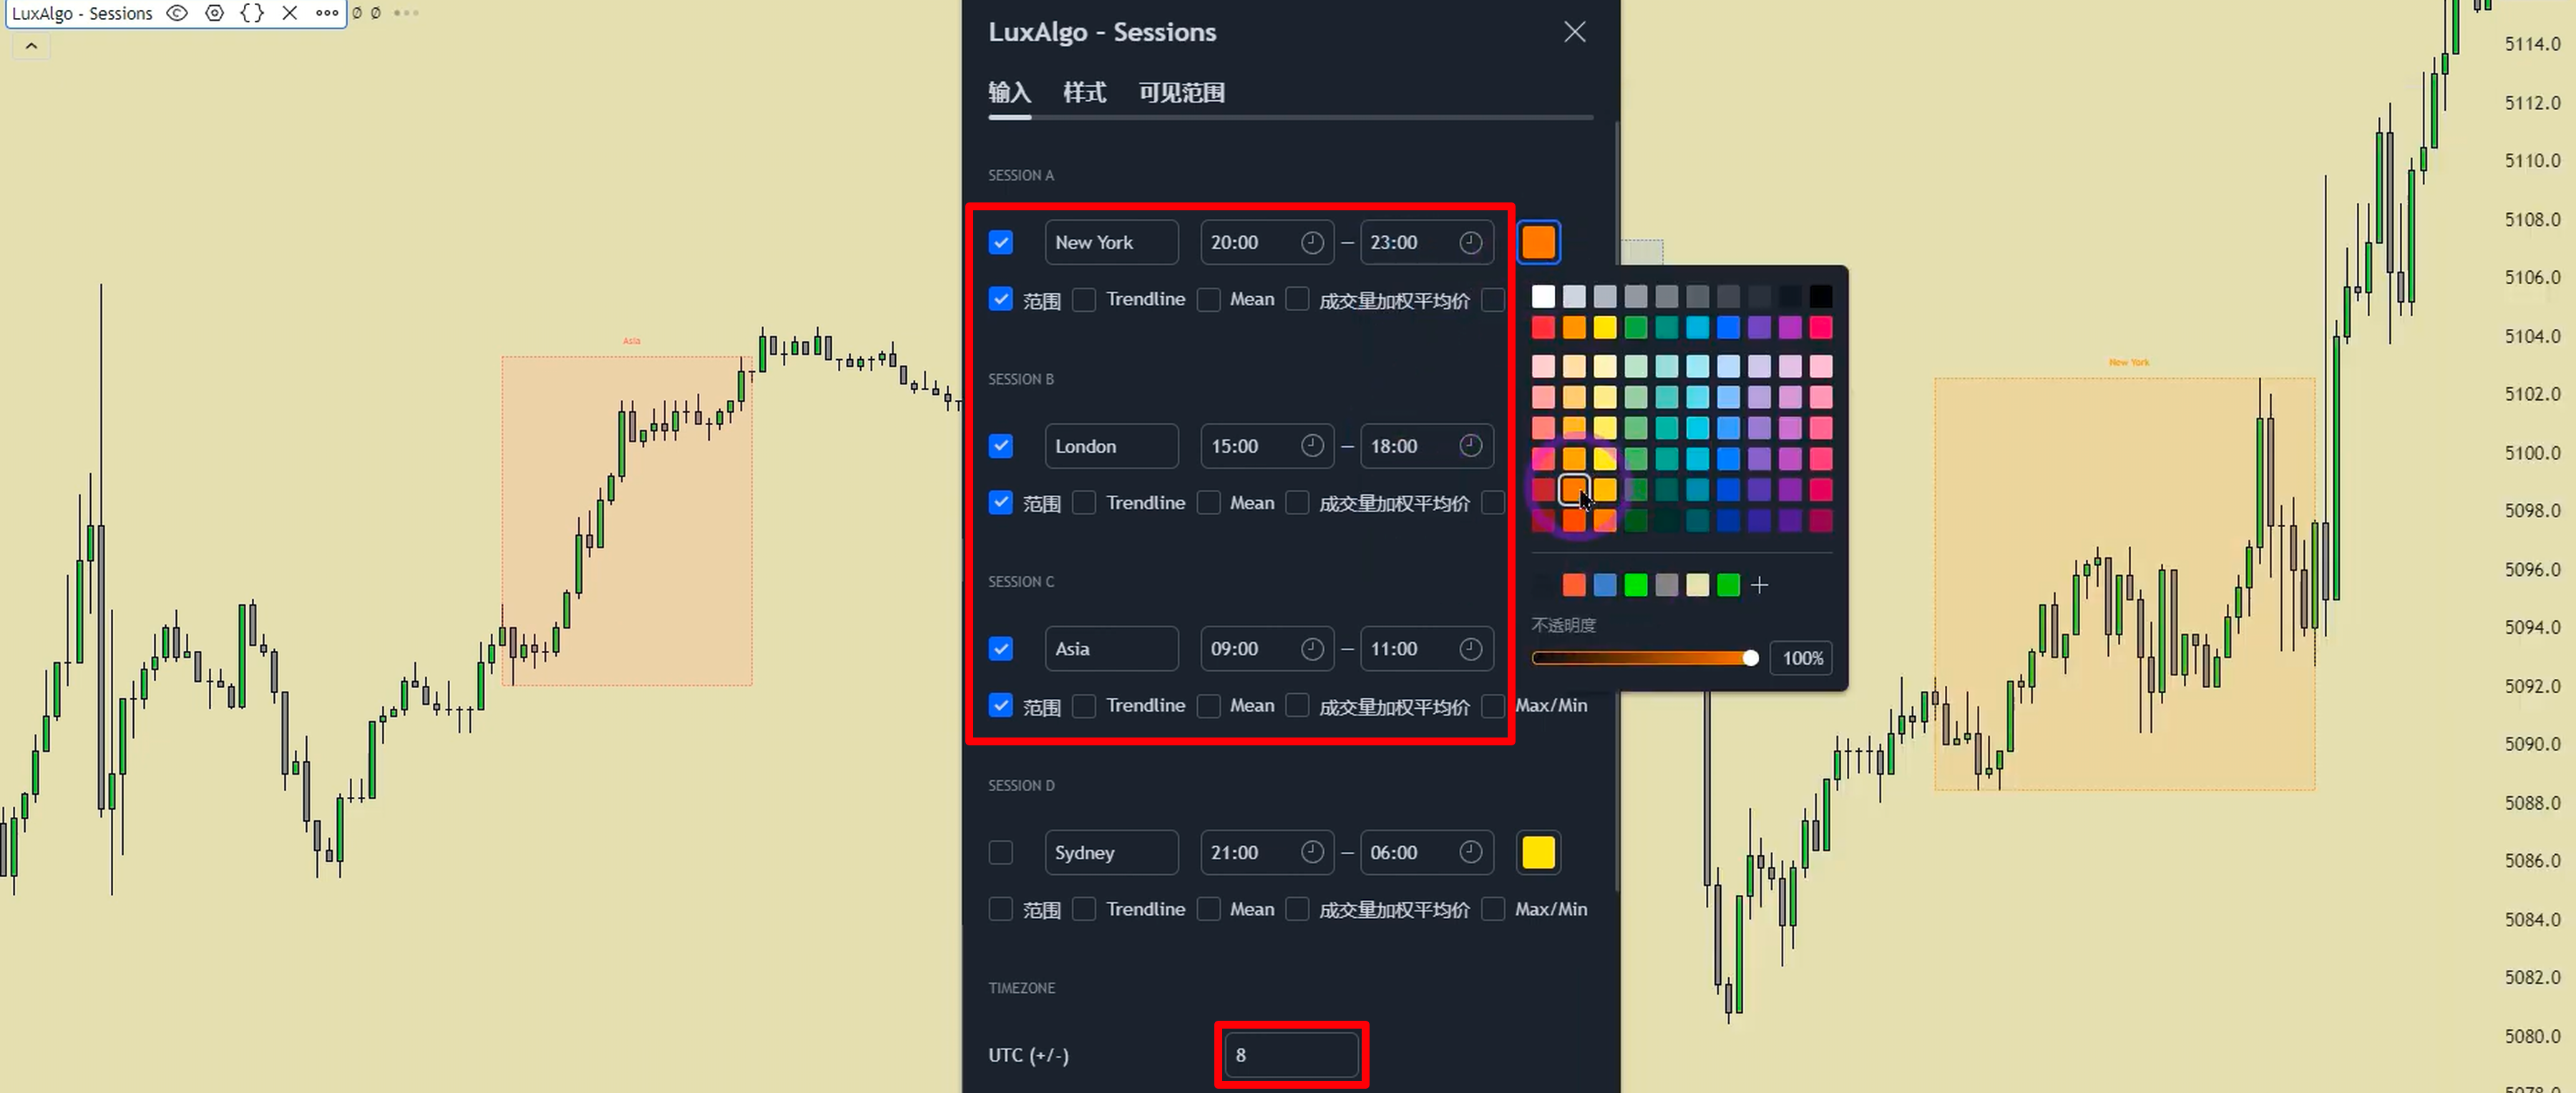 LuxAlgo - Sessions
LuxAlgo - Sessions
输入 样式 可见范围
SESSION A
New York 20:00 — 23:00
范围 Trendline Mean 成交量加权平均价
SESSION B
London 15:00 — 18:00
范围 Trendline Mean 成交量加权平均价
SESSION C
Asia 09:00 — 11:00
范围 Trendline Mean 成交量加权平均价 Max/Min
SESSION D
Sydney 21:00 — 06:00
范围 Trendline Mean 成交量加权平均价 Max/Min
TIMEZONE
UTC (+/-) 8
不透明度
100%
Asia
New York
5114.0
5112.0
5110.0
5108.0
5106.0
5104.0
5102.0
5100.0
5098.0
5096.0
5094.0
5092.0
5090.0
5088.0
5086.0
5084.0
5082.0
5080.0